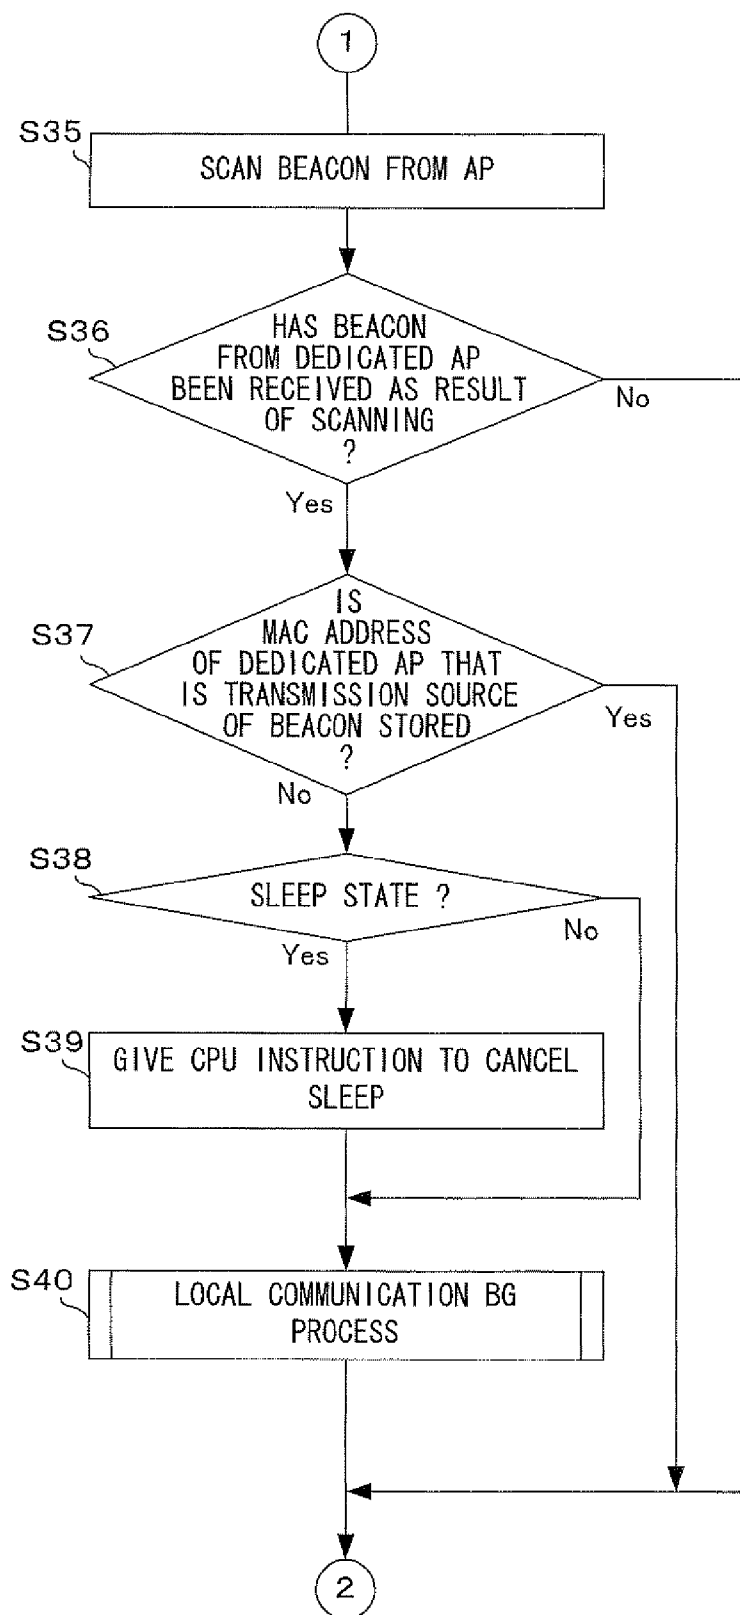 1
S35
SCAN BEACON FROM AP
S36
HAS BEACON
FROM DEDICATED AP
BEEN RECEIVED AS RESULT
OF SCANNING
?
No
Yes
S37
IS
MAC ADDRESS
OF DEDICATED AP THAT
IS TRANSMISSION SOURCE
OF BEACON STORED
?
Yes
No
S38
SLEEP STATE ?
No
Yes
S39
GIVE CPU INSTRUCTION TO CANCEL
SLEEP
S40
LOCAL COMMUNICATION BG
PROCESS
2